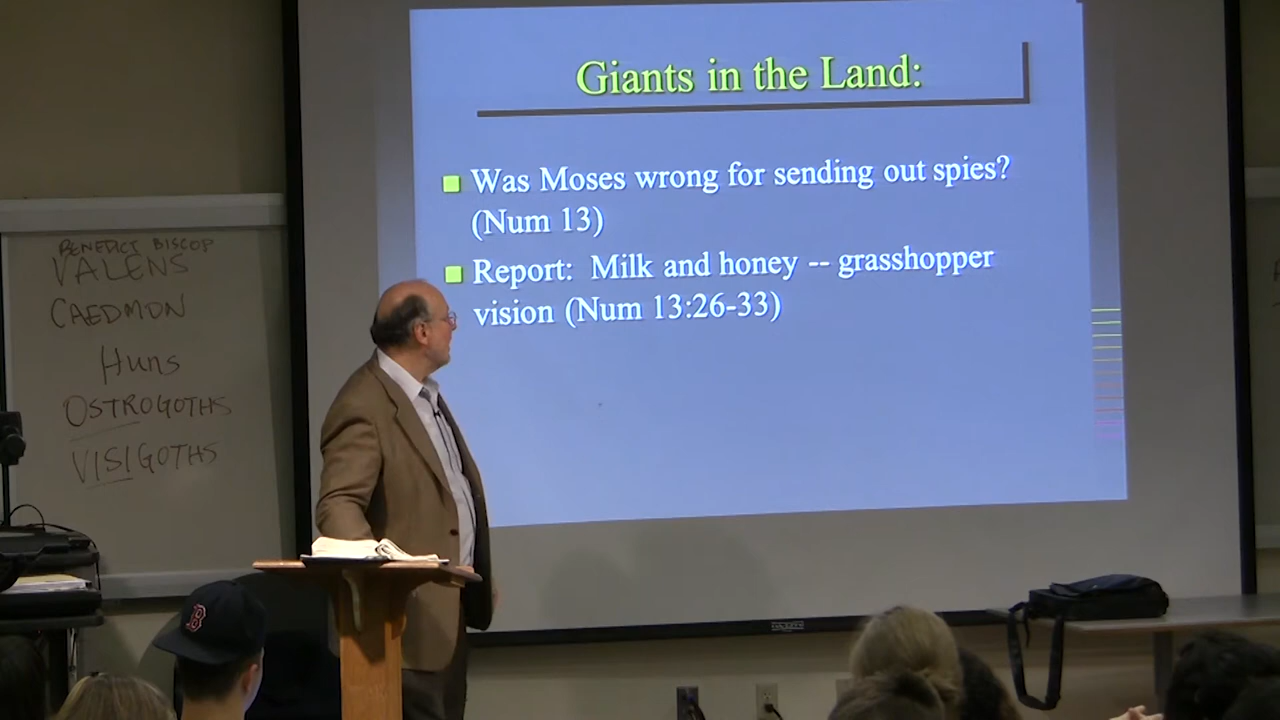 Giants in the Land:
Was Moses wrong for sending out spies?
(Num 13)
Report: Milk and honey -- grasshopper
vision (Num 13:26-33)
BENEDICT BISCOP
VALENS
CAEDMON
Huns
OSTROGOTHS
VISIGOTHS
B